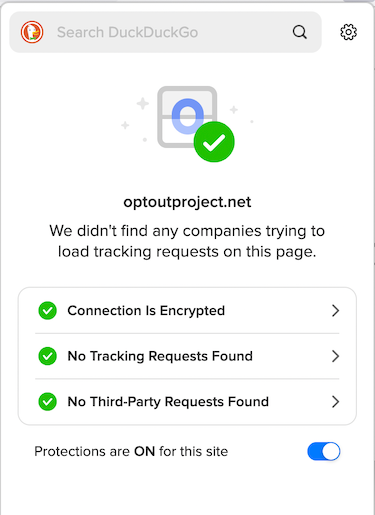 Search DuckDuckGo
optoutproject.net
We didn't find any companies trying to
load tracking requests on this page.
Connection Is Encrypted
No Tracking Requests Found
No Third-Party Requests Found
Protections are ON for this site